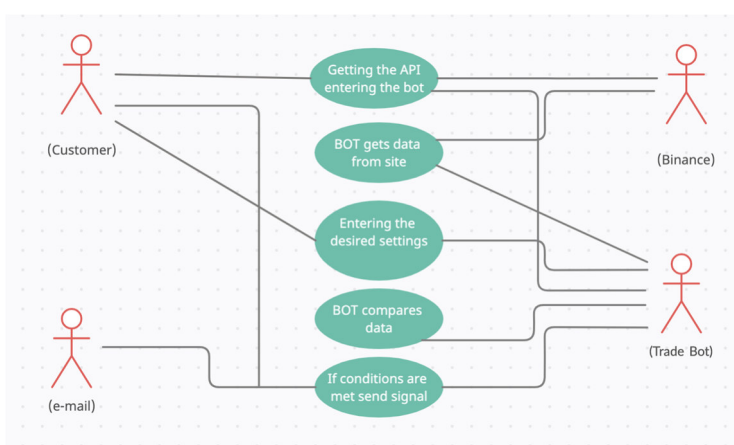 Getting the API
entering the bot
(Customer)
BOT gets data
from site
(Binance)
Entering the
desired settings
BOT compares
data
(Trade Bot)
If conditions are
met send signal
(e-mail)